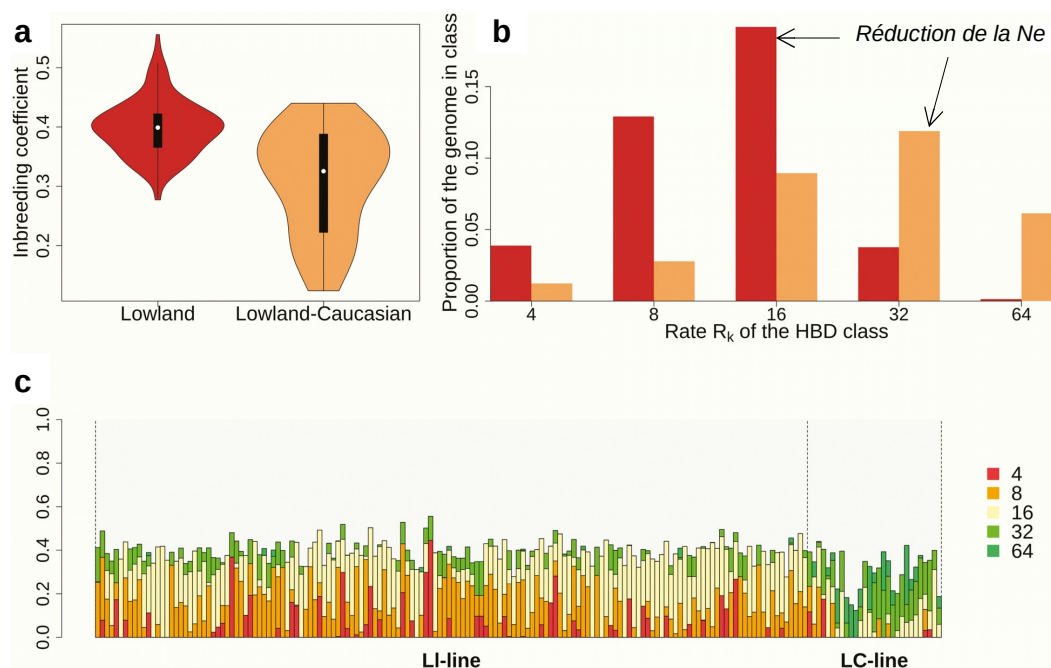 a
Inbreeding coefficient
0.5
0.4
0.3
0.2
Lowland
Lowland-Caucasian
b
Réduction de la Ne
Proportion of the genome in class
0.15
0.10
0.05
0.00
4
8
16
32
64
Rate Rk of the HBD class
c
1.0
0.8
0.6
0.4
0.2
0.0
4
8
16
32
64
LI-line
LC-line